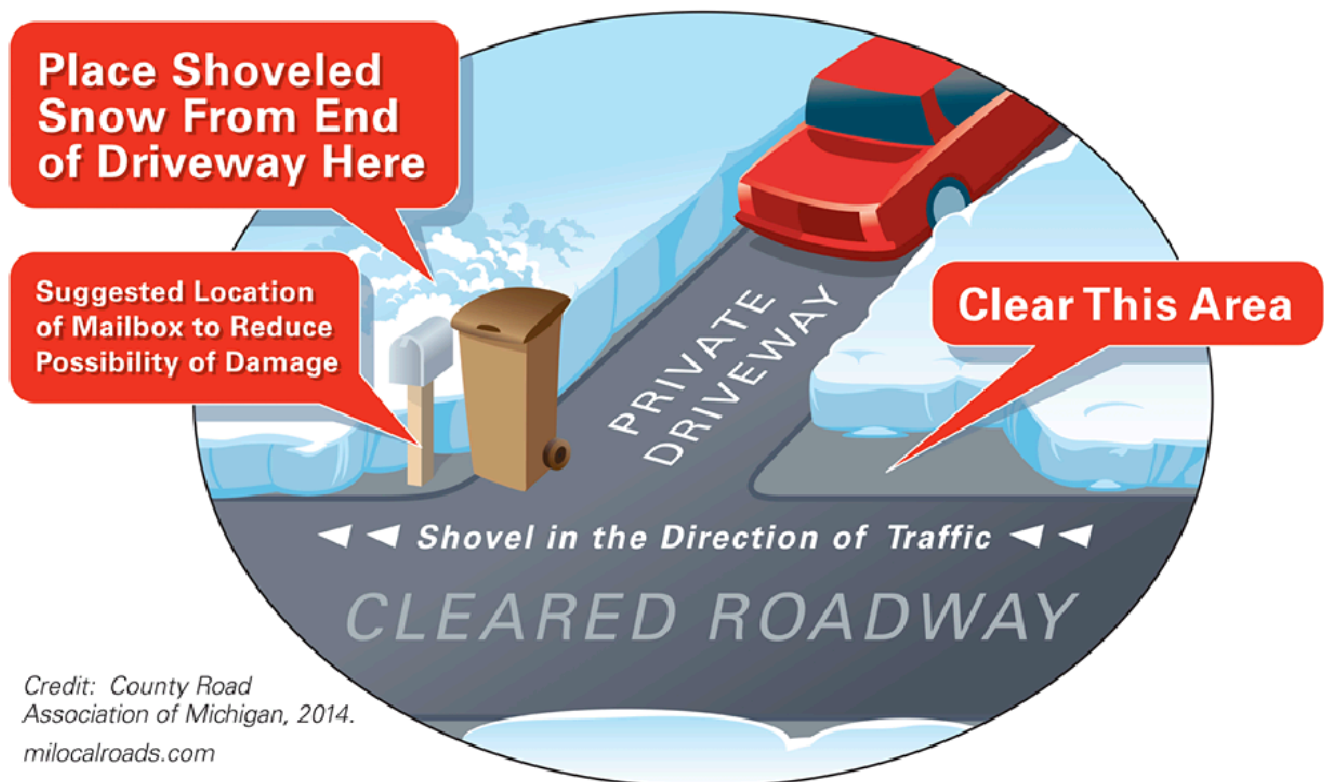 Place Shoveled
Snow From End
of Driveway Here
Suggested Location
of Mailbox to Reduce
Possibility of Damage
Clear This Area
PRIVATE
DRIVEWAY
Shovel in the Direction of Traffic
CLEARED ROADWAY
Credit: County Road
Association of Michigan, 2014.
milocalroads.com